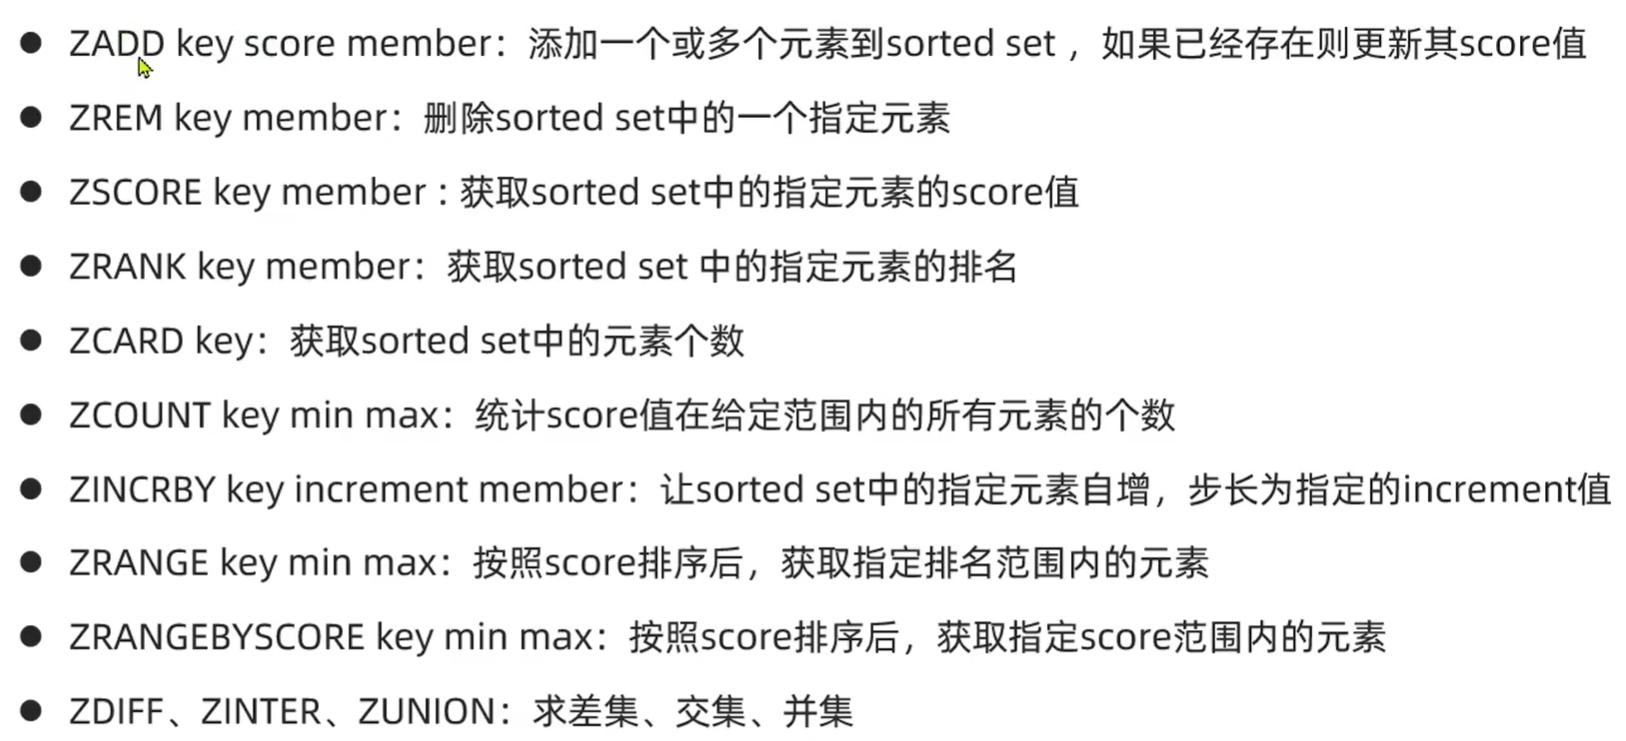 ● ZADD key score member：添加一个或多个元素到sorted set ，如果已经存在则更新其score值
● ZREM key member：删除sorted set中的一个指定元素
● ZSCORE key member : 获取sorted set中的指定元素的score值
● ZRANK key member：获取sorted set 中的指定元素的排名
● ZCARD key：获取sorted set中的元素个数
● ZCOUNT key min max：统计score值在给定范围内的所有元素的个数
● ZINCRBY key increment member：让sorted set中的指定元素自增，步长为指定的increment值
● ZRANGE key min max：按照score排序后，获取指定排名范围内的元素
● ZRANGEBYSCORE key min max：按照score排序后，获取指定score范围内的元素
● ZDIFF、ZINTER、ZUNION：求差集、交集、并集